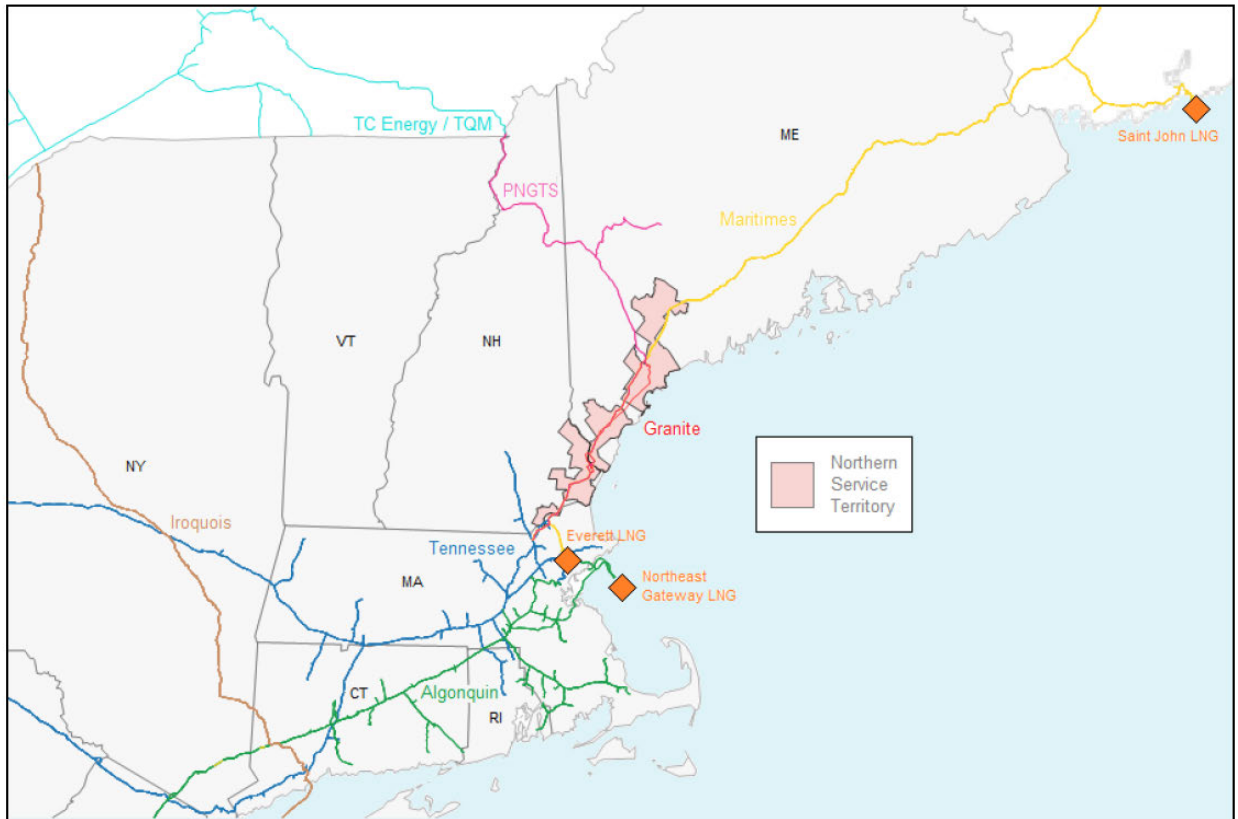 TC Energy / TQM
ME
Saint John LNG
PNGTS
Maritimes
VT
NH
Granite
NY
Northern
Service
Territory
Iroquois
Tennessee
Everett LNG
MA
Northeast
Gateway LNG
CT
Algonquin
RI